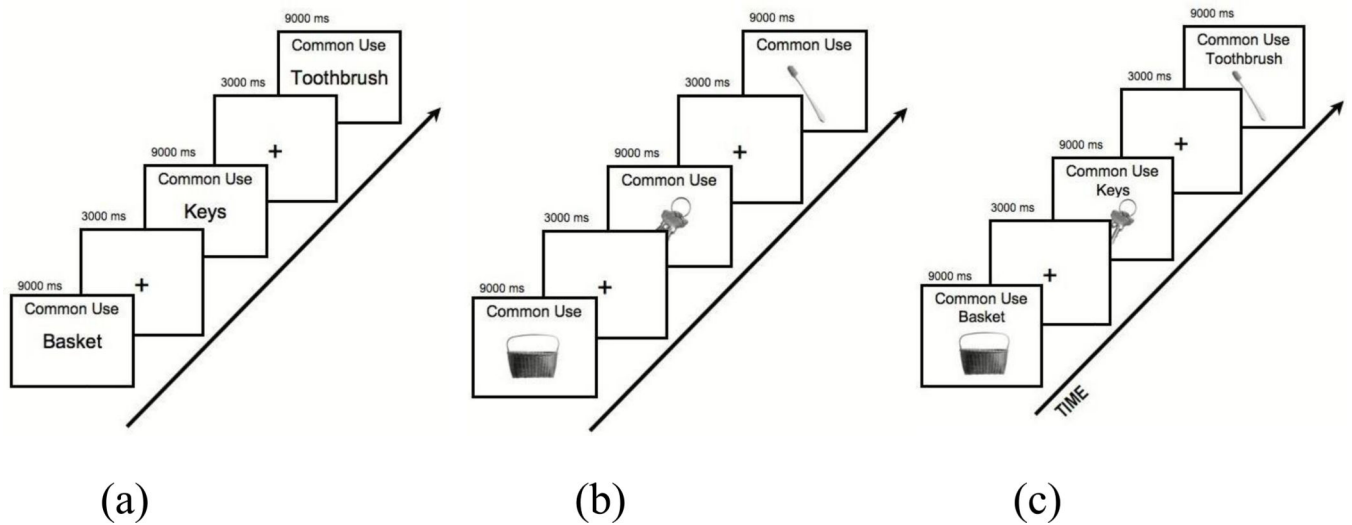 9000 ms
Common Use
Toothbrush
3000 ms
+
9000 ms
Common Use
Keys
3000 ms
+
9000 ms
Common Use
Basket
(a)
9000 ms
Common Use
3000 ms
+
9000 ms
Common Use
3000 ms
+
9000 ms
Common Use
(b)
9000 ms
Common Use
Toothbrush
3000 ms
+
9000 ms
Common Use
Keys
3000 ms
+
9000 ms
Common Use
Basket
TIME
(c)